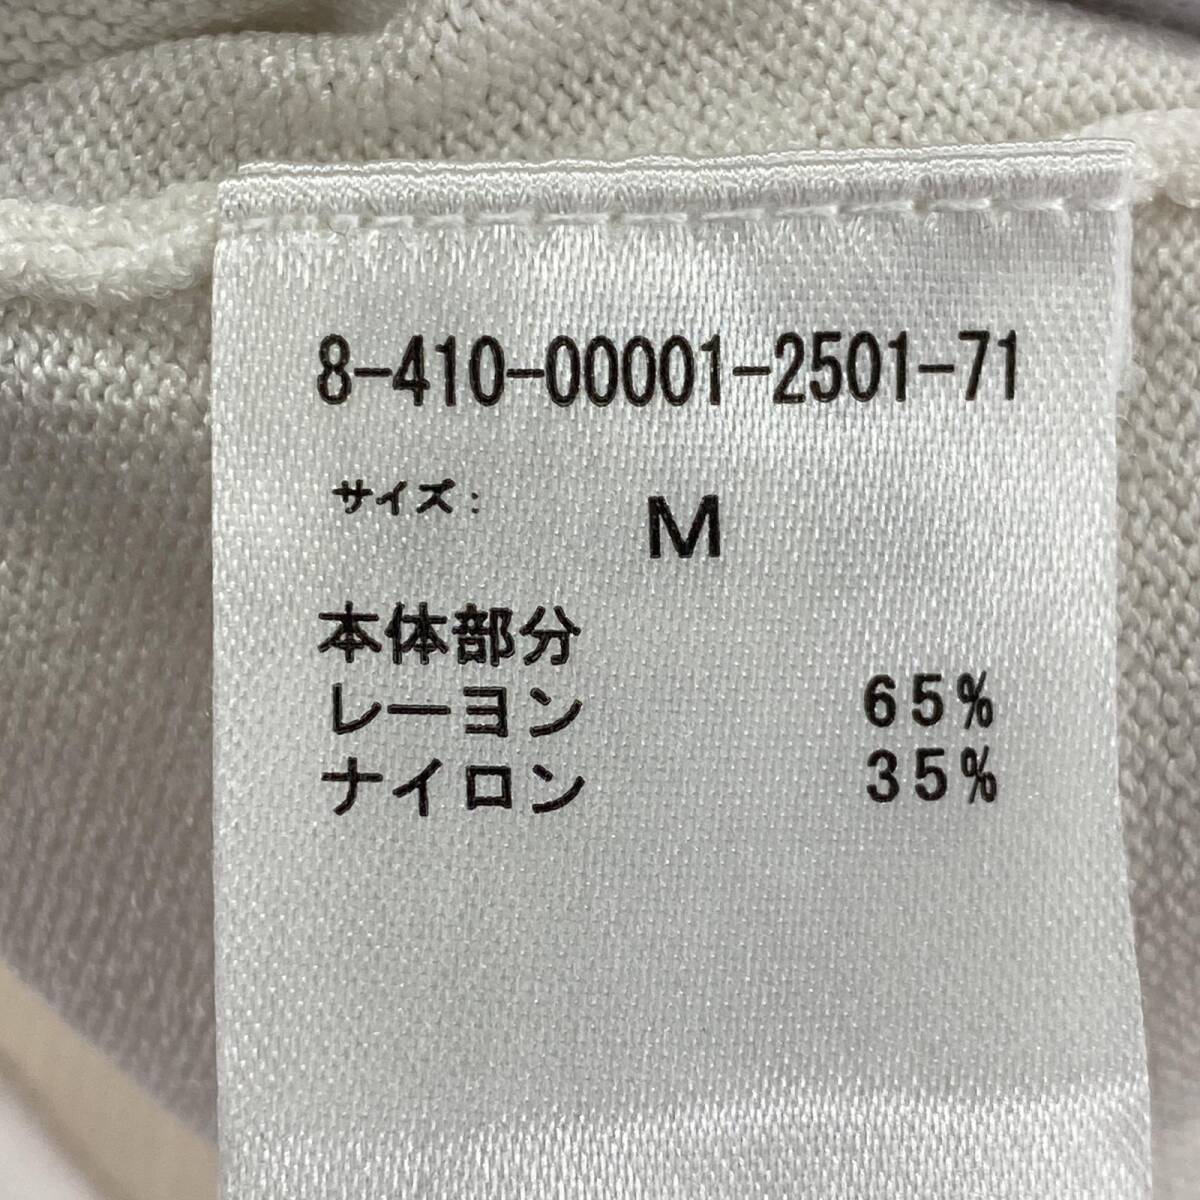 8-410-00001-2501-71
サイズ: M
本体部分
レーヨン 65%
ナイロン 35%